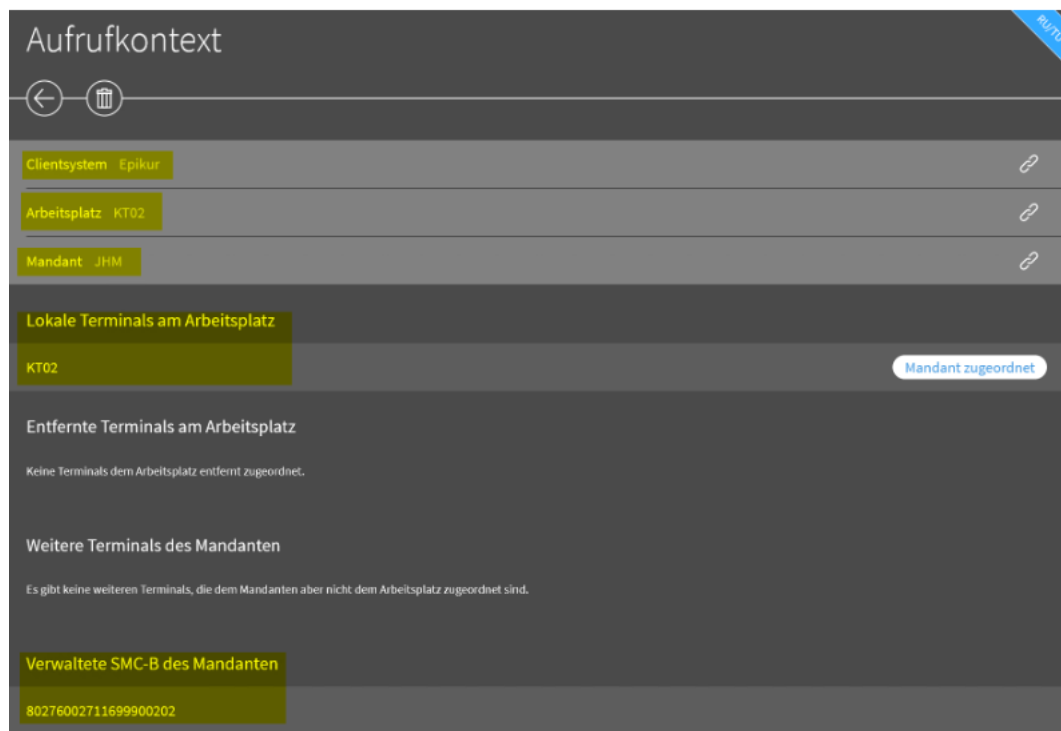 Aufrufkontext
RU/TU
Clientsystem Epikur
Arbeitsplatz KT02
Mandant JHM
Lokale Terminals am Arbeitsplatz
KT02
Mandant zugeordnet
Entfernte Terminals am Arbeitsplatz
Keine Terminals dem Arbeitsplatz entfernt zugeordnet.
Weitere Terminals des Mandanten
Es gibt keine weiteren Terminals, die dem Mandanten aber nicht dem Arbeitsplatz zugeordnet sind.
Verwaltete SMC-B des Mandanten
80276002711699900202